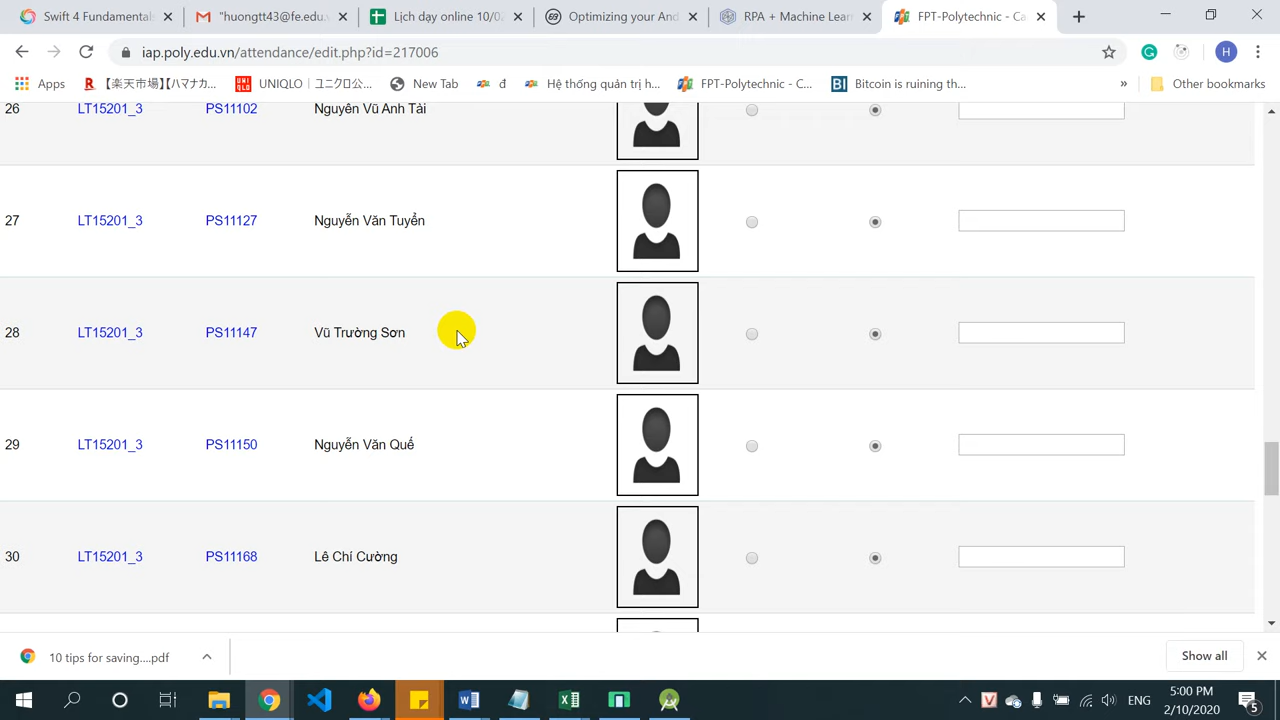 Swift 4 Fundamentals
"huongtt43@fe.edu.v
Lịch dạy online 10/03
Optimizing your And
RPA + Machine Learn
FPT-Polytechnic - Ca
iap.poly.edu.vn/attendance/edit.php?id=217006
H
Apps
【楽天市場】【ハマナカ...
UNIQLO｜ユニクロ公...
New Tab
đ
Hệ thống quản trị h...
FPT-Polytechnic - C...
BI
Bitcoin is ruining th...
»
Other bookmarks
26 LT15201_3 PS11102 Nguyễn Vũ Anh Tài
27 LT15201_3 PS11127 Nguyễn Văn Tuyển
28 LT15201_3 PS11147 Vũ Trường Sơn
29 LT15201_3 PS11150 Nguyễn Văn Quế
30 LT15201_3 PS11168 Lê Chí Cường
10 tips for saving....pdf
Show all
ENG
5:00 PM
2/10/2020
5